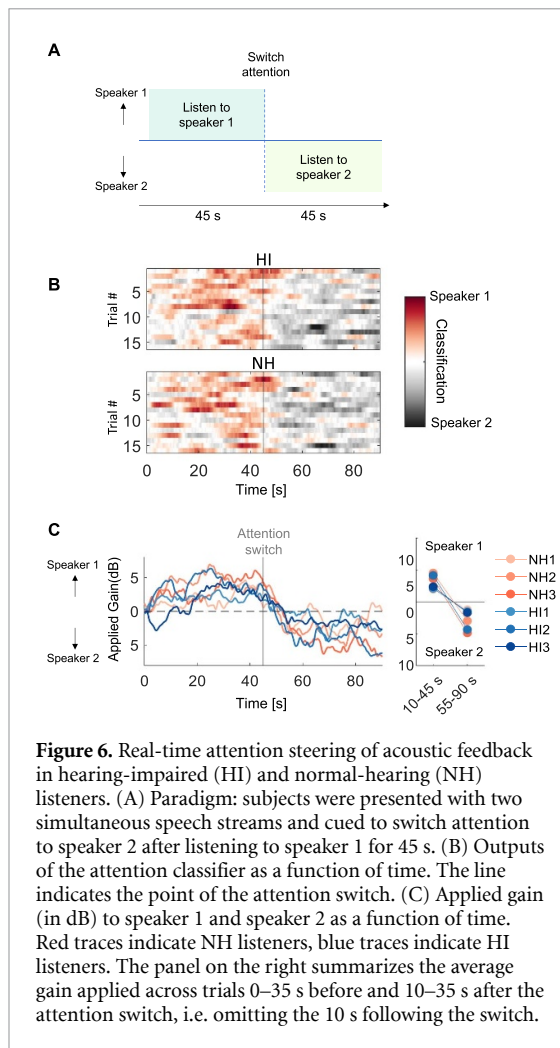 A
Switch
attention
Speaker 1
Listen to
speaker 1
Listen to
speaker 2
Speaker 2
45 s 45 s
B
HI
Trial #
5
10
15
NH
Trial #
5
10
15
0 20 40 60 80
Time [s]
Speaker 1
Classification
Speaker 2
C
Attention
switch
Speaker 1
Speaker 2
Applied Gain(dB)
5
0
5
0 20 40 60 80
Time [s]
10
5
0
5
10
Speaker 1
Speaker 2
10-45 s
55-90 s
NH1
NH2
NH3
HI1
HI2
HI3
Figure 6. Real-time attention steering of acoustic feedback
in hearing-impaired (HI) and normal-hearing (NH)
listeners. (A) Paradigm: subjects were presented with two
simultaneous speech streams and cued to switch attention
to speaker 2 after listening to speaker 1 for 45 s. (B) Outputs
of the attention classifier as a function of time. The line
indicates the point of the attention switch. (C) Applied gain
(in dB) to speaker 1 and speaker 2 as a function of time.
Red traces indicate NH listeners, blue traces indicate HI
listeners. The panel on the right summarizes the average
gain applied across trials 0–35 s before and 10–35 s after the
attention switch, i.e. omitting the 10 s following the switch.